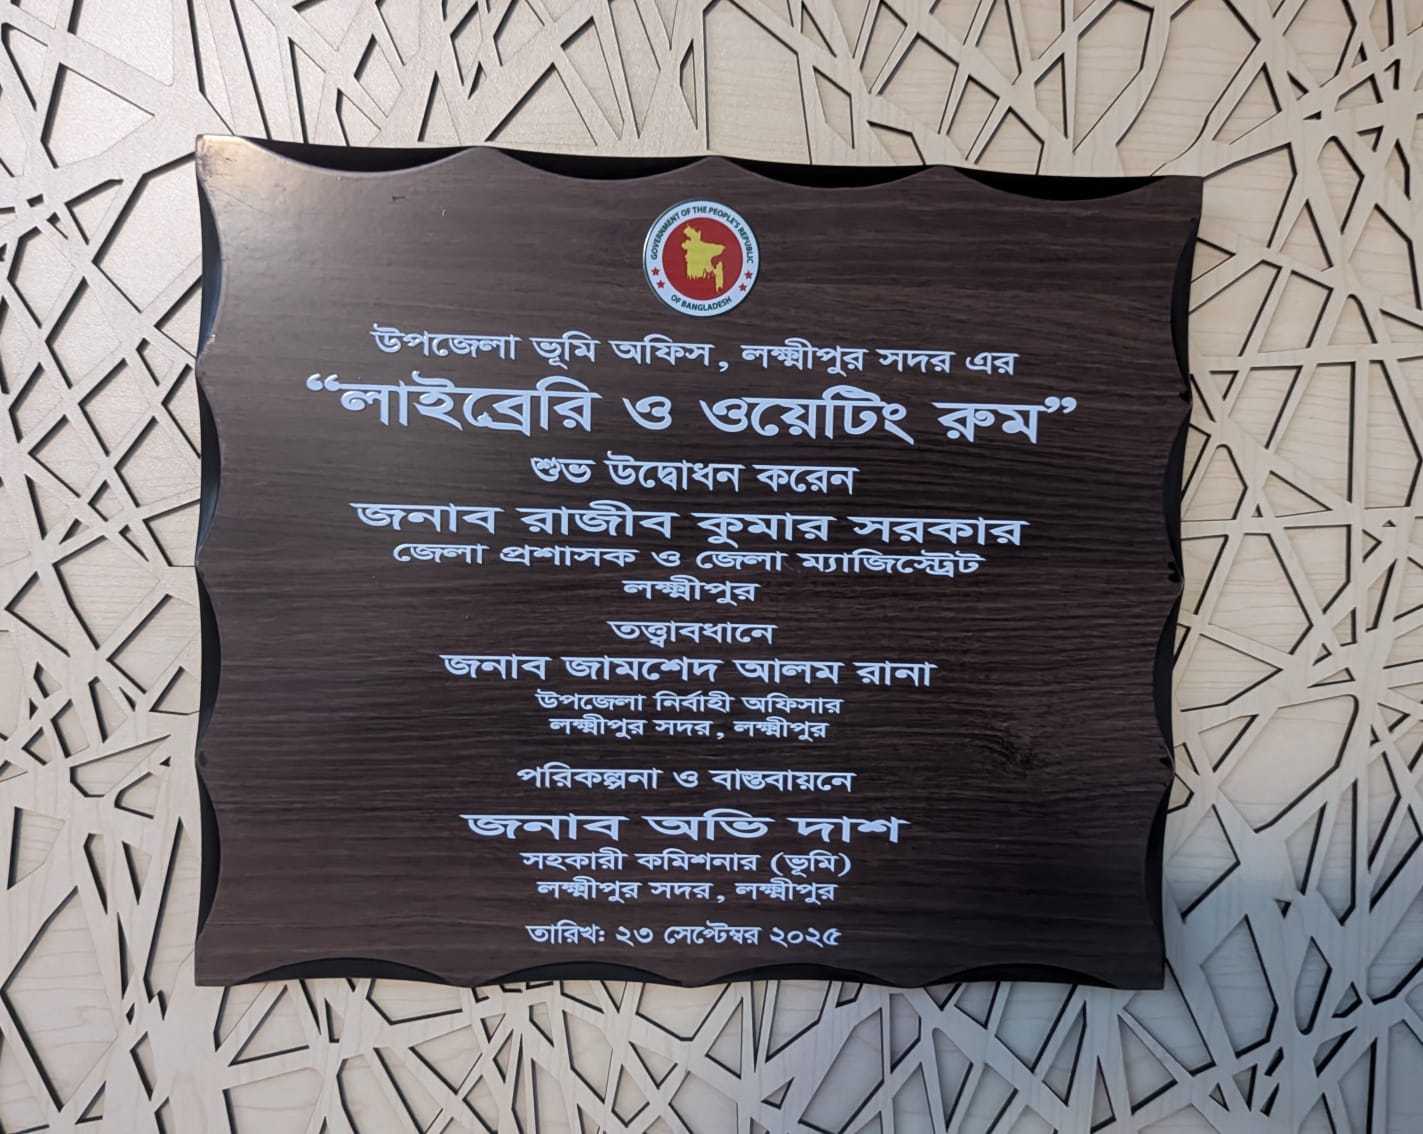 GOVERNMENT OF THE PEOPLE'S REPUBLIC
OF BANGLADESH
উপজেলা ভূমি অফিস, লক্ষ্মীপুর সদর এর
“লাইব্রেরি ও ওয়েটিং রুম”
শুভ উদ্বোধন করেন
জনাব রাজীব কুমার সরকার
জেলা প্রশাসক ও জেলা ম্যাজিস্ট্রেট
লক্ষ্মীপুর
তত্ত্বাবধানে
জনাব জামশেদ আলম রানা
উপজেলা নির্বাহী অফিসার
লক্ষ্মীপুর সদর, লক্ষ্মীপুর
পরিকল্পনা ও বাস্তবায়নে
জনাব অভি দাশ
সহকারী কমিশনার (ভূমি)
লক্ষ্মীপুর সদর, লক্ষ্মীপুর
তারিখ: ২৩ সেপ্টেম্বর ২০২৫